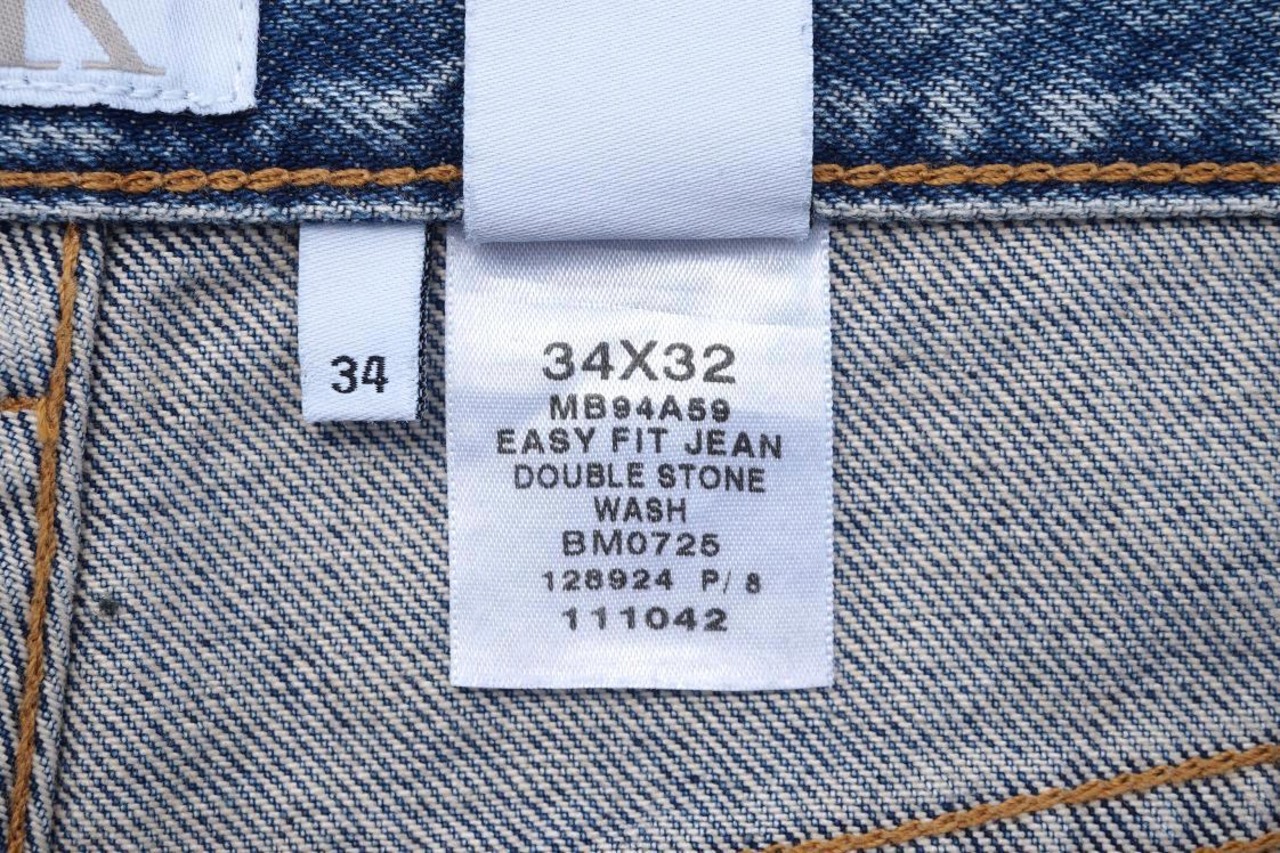 K
34
34X32
MB94A59
EASY FIT JEAN
DOUBLE STONE
WASH
BM0725
128924 P/ 8
111042